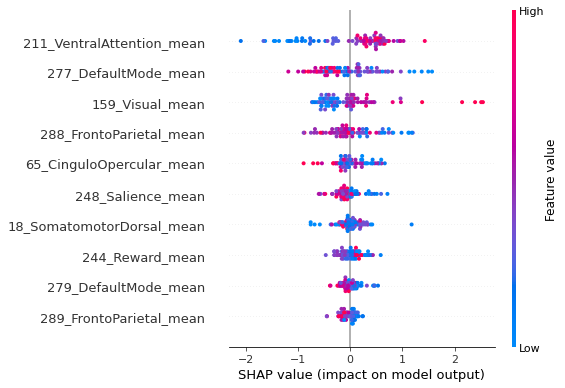 High
211_VentralAttention_mean
277_DefaultMode_mean
159_Visual_mean
288_FrontoParietal_mean
65_CinguloOpercular_mean
248_Salience_mean
18_SomatomotorDorsal_mean
244_Reward_mean
279_DefaultMode_mean
289_FrontoParietal_mean
Feature value
Low
−2 −1 0 1 2
SHAP value (impact on model output)